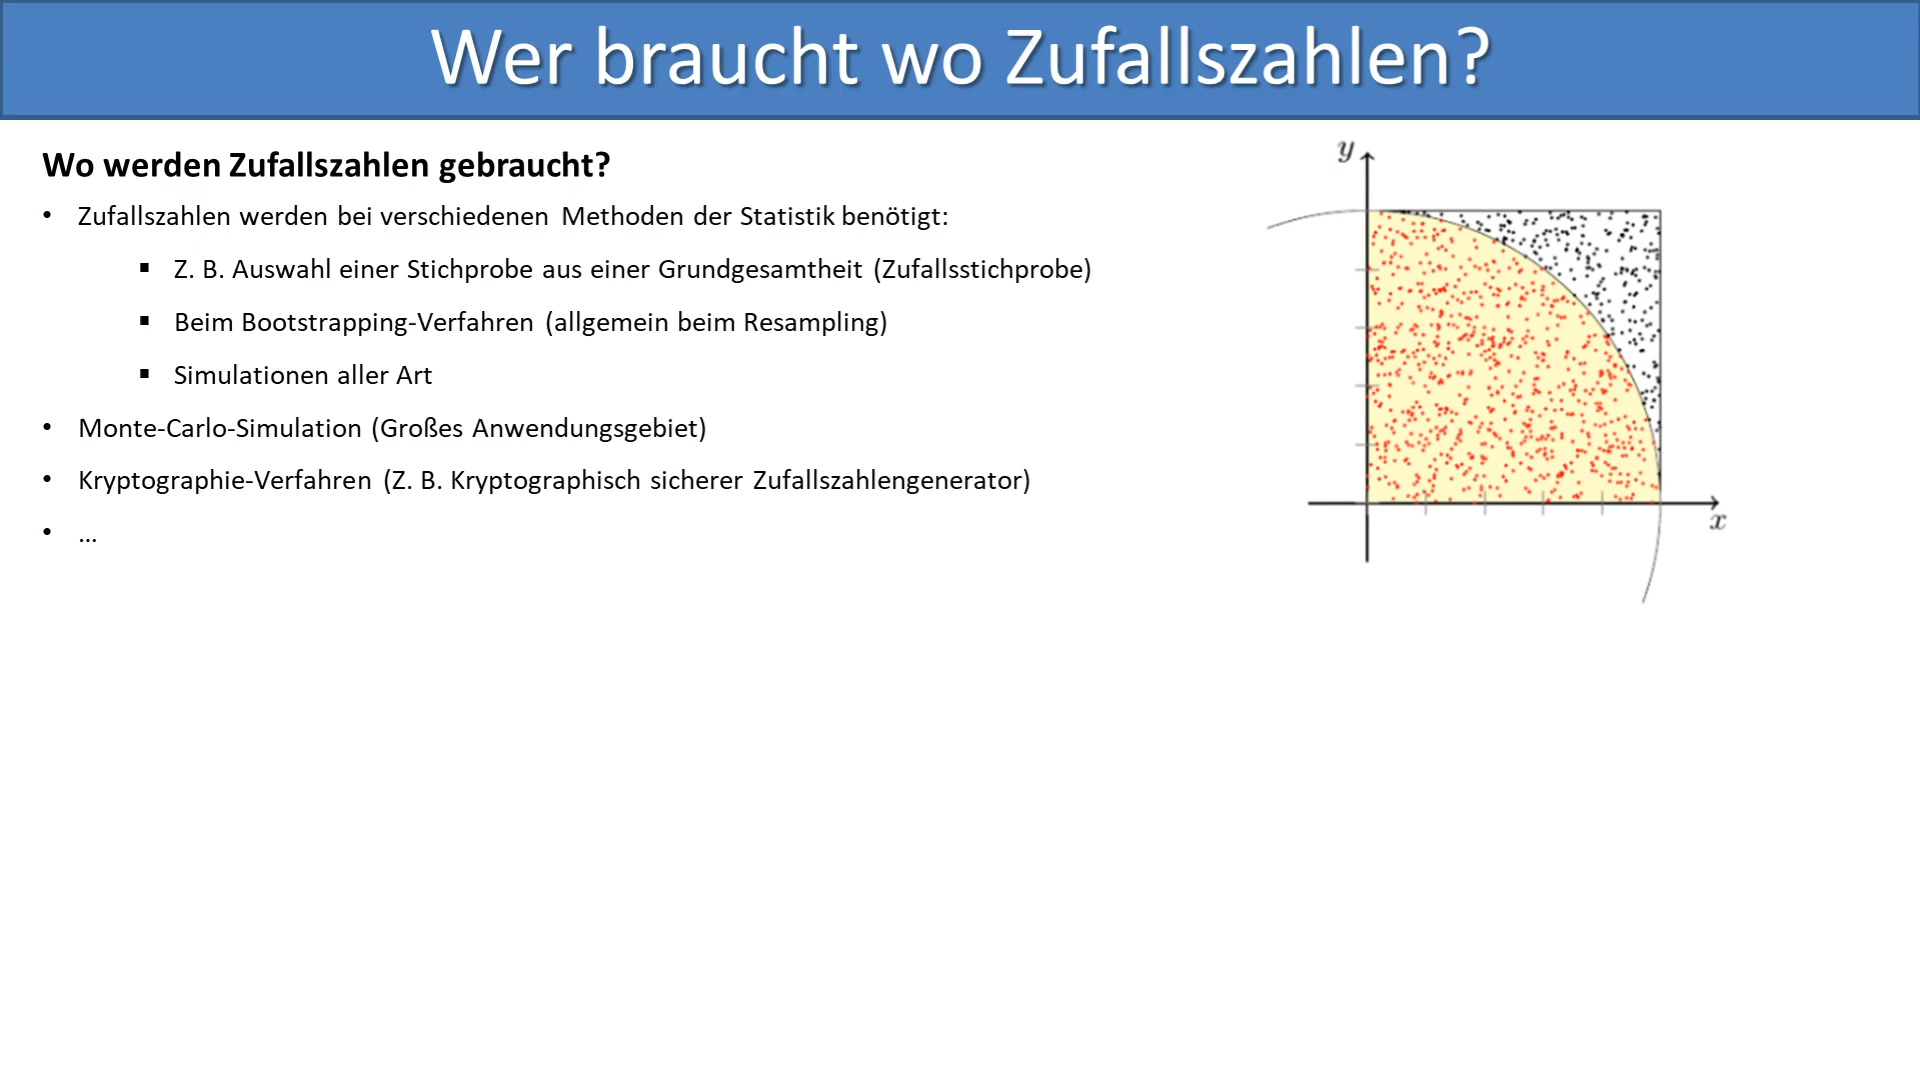 Wer braucht wo Zufallszahlen?
Wo werden Zufallszahlen gebraucht?
• Zufallszahlen werden bei verschiedenen Methoden der Statistik benötigt:
▪ Z. B. Auswahl einer Stichprobe aus einer Grundgesamtheit (Zufallsstichprobe)
▪ Beim Bootstrapping-Verfahren (allgemein beim Resampling)
▪ Simulationen aller Art
• Monte-Carlo-Simulation (Großes Anwendungsgebiet)
• Kryptographie-Verfahren (Z. B. Kryptographisch sicherer Zufallszahlengenerator)
• ...
y
x